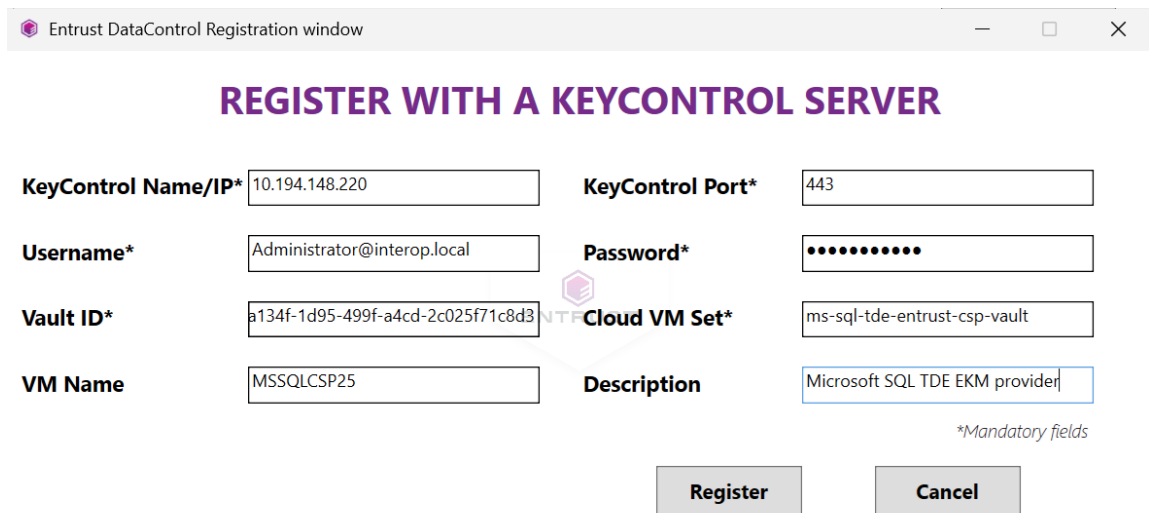 Entrust DataControl Registration window
REGISTER WITH A KEYCONTROL SERVER
KeyControl Name/IP* 10.194.148.220 KeyControl Port* 443
Username* Administrator@interop.local Password* •••••••••••
Vault ID* a134f-1d95-499f-a4cd-2c025f71c8d3 Cloud VM Set* ms-sql-tde-entrust-csp-vault
VM Name MSSQLCSP25 Description Microsoft SQL TDE EKM provider
*Mandatory fields
Register Cancel